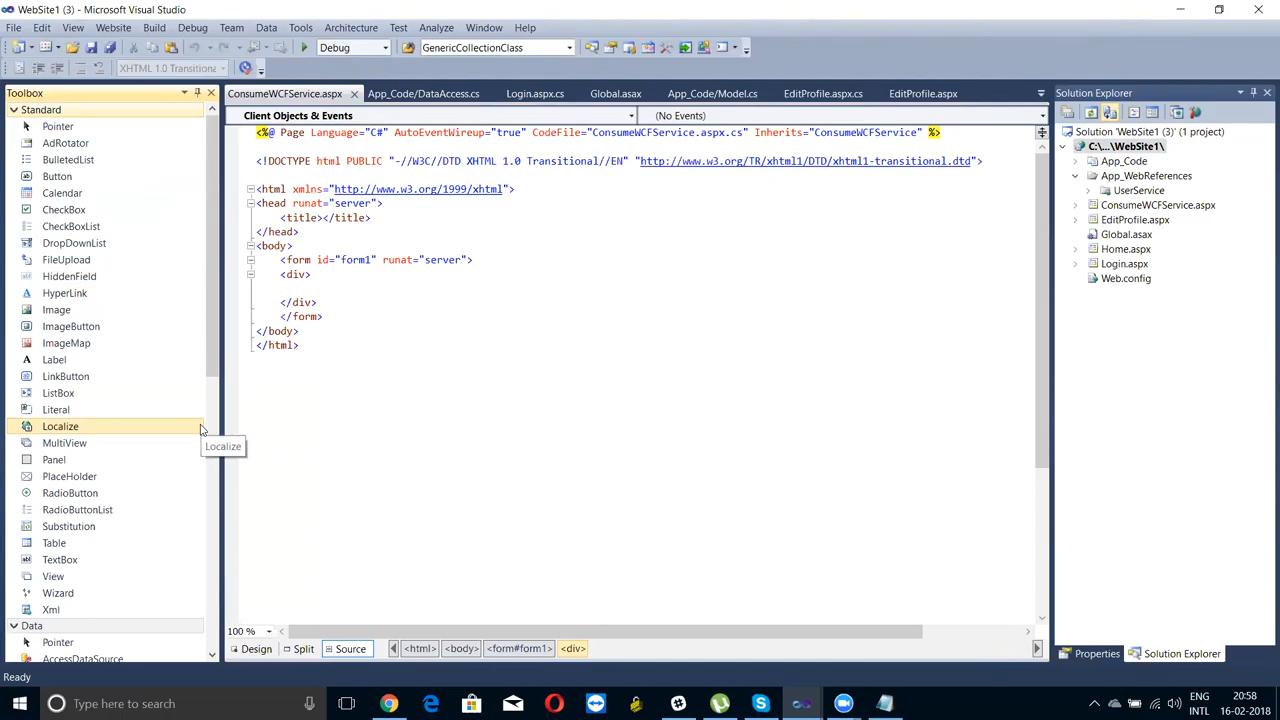 WebSite1 (3) - Microsoft Visual Studio
File Edit View Website Build Debug Team Data Tools Architecture Test Analyze Window Help
Debug GenericCollectionClass
XHTML 1.0 Transitiona
Toolbox
Standard
Pointer
AdRotator
BulletedList
Button
Calendar
CheckBox
CheckBoxList
DropDownList
FileUpload
HiddenField
HyperLink
Image
ImageButton
ImageMap
Label
LinkButton
ListBox
Literal
Localize
MultiView
Panel
PlaceHolder
RadioButton
RadioButtonList
Substitution
Table
TextBox
View
Wizard
Xml
Data
Pointer
AccessDataSource
Localize
ConsumeWCFService.aspx App_Code/DataAccess.cs Login.aspx.cs Global.asax App_Code/Model.cs EditProfile.aspx.cs EditProfile.aspx
Client Objects & Events (No Events)
<%@ Page Language="C#" AutoEventWireup="true" CodeFile="ConsumeWCFService.aspx.cs" Inherits="ConsumeWCFService" %>
<!DOCTYPE html PUBLIC "-//W3C//DTD XHTML 1.0 Transitional//EN" "http://www.w3.org/TR/xhtml1/DTD/xhtml1-transitional.dtd">
<html xmlns="http://www.w3.org/1999/xhtml">
<head runat="server">
<title></title>
</head>
<body>
<form id="form1" runat="server">
<div>
</div>
</form>
</body>
</html>
100 %
Design Split Source <html> <body> <form#form1> <div>
Solution Explorer
Solution 'WebSite1 (3)' (1 project)
C:\...\WebSite1\
App_Code
App_WebReferences
UserService
ConsumeWCFService.aspx
EditProfile.aspx
Global.asax
Home.aspx
Login.aspx
Web.config
Properties Solution Explorer
Ready
Type here to search
ENG
INTL
20:58
16-02-2018